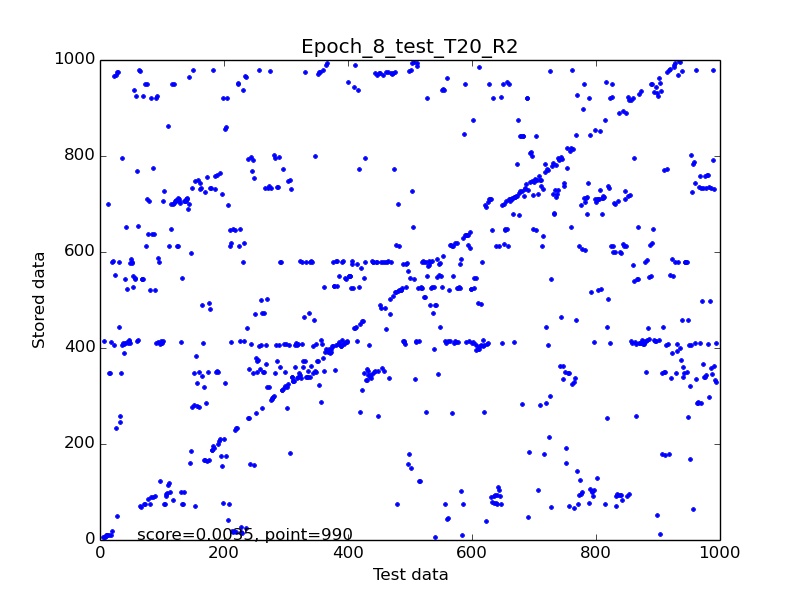 Epoch_8_test_T20_R2
1000
800
600
400
200
0
Stored data
score=0.0055, point=990
0 200 400 600 800 1000
Test data